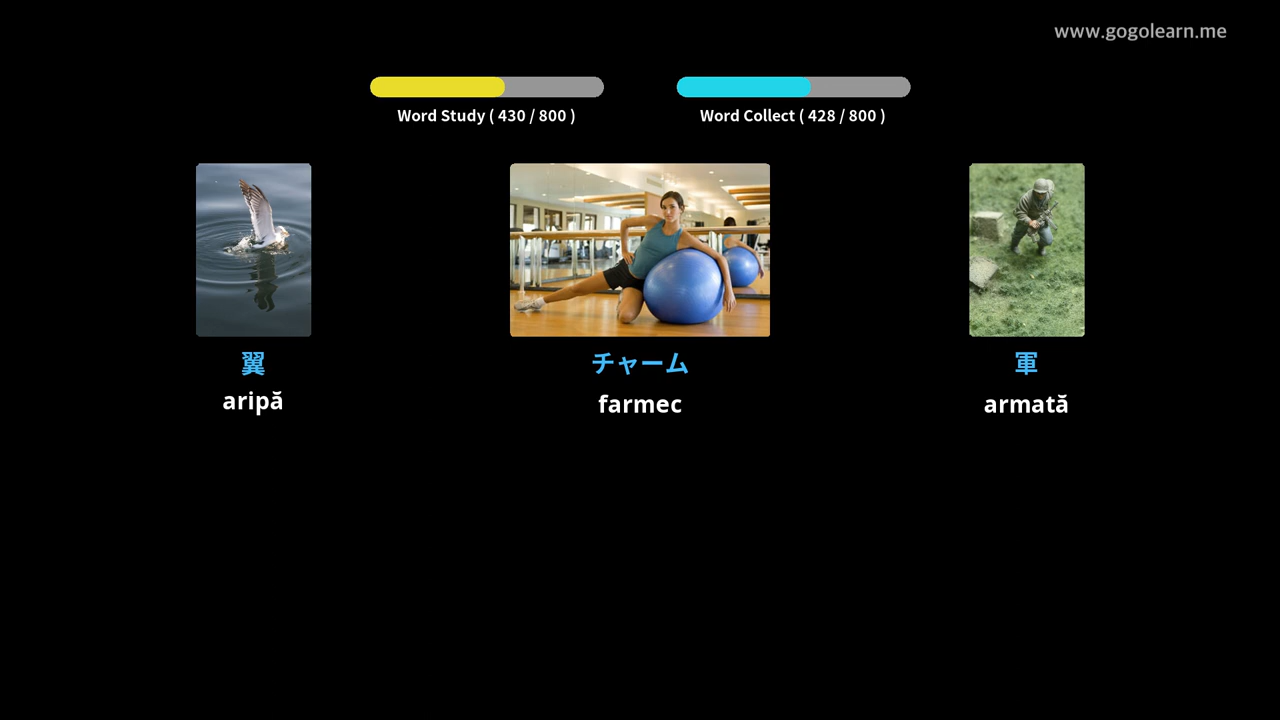 www.gogolearn.me
Word Study ( 430 / 800 )
Word Collect ( 428 / 800 )
翼
aripă
チャーム
farmec
軍
armată